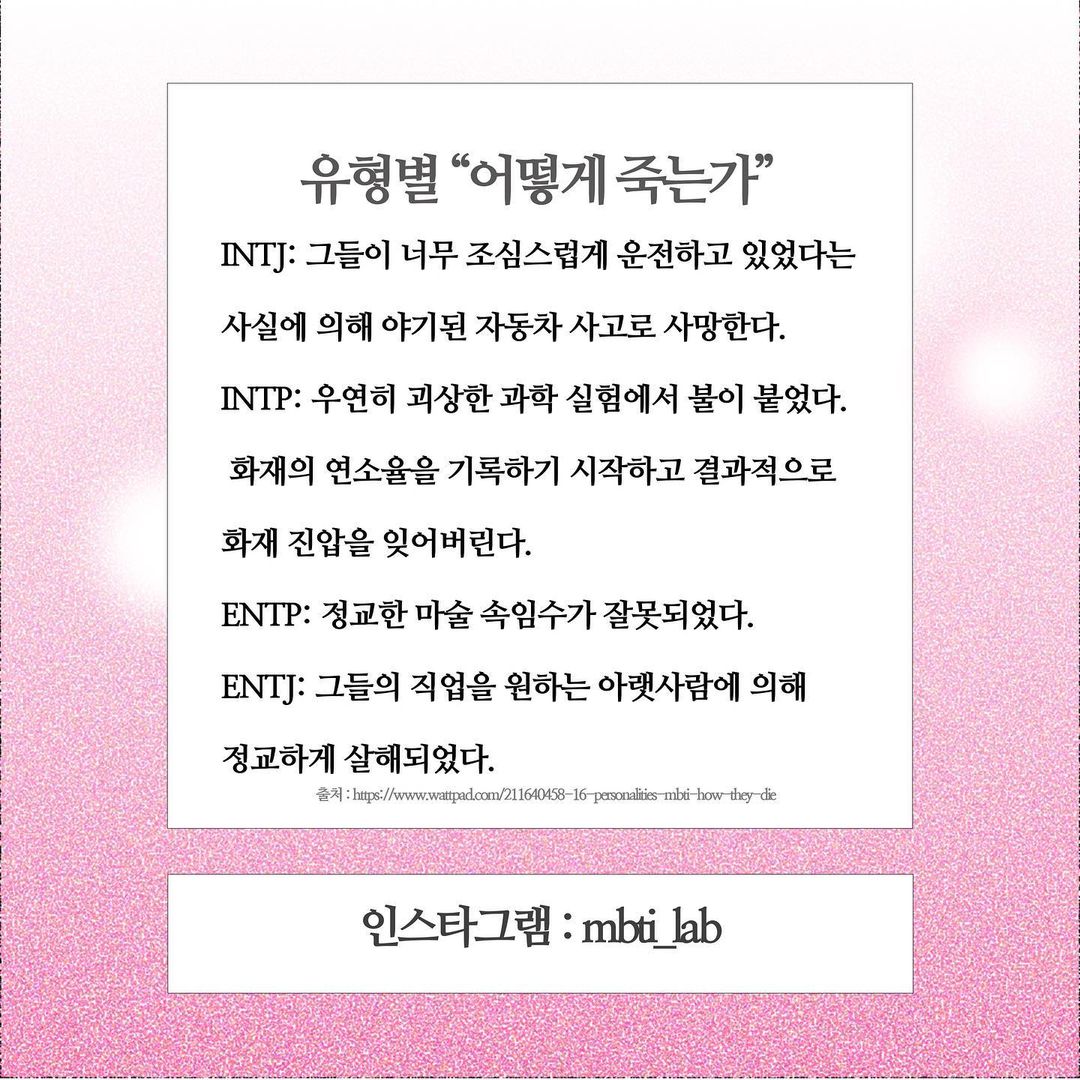 유형별 “어떻게 죽는가”
INTJ: 그들이 너무 조심스럽게 운전하고 있었다는
사실에 의해 야기된 자동차 사고로 사망한다.
INTP: 우연히 괴상한 과학 실험에서 불이 붙었다.
화재의 연소율을 기록하기 시작하고 결과적으로
화재 진압을 잊어버린다.
ENTP: 정교한 마술 속임수가 잘못되었다.
ENTJ: 그들의 직업을 원하는 아랫사람에 의해
정교하게 살해되었다.
출처 : https://www.wattpad.com/211640458-16-personalities-mbti-how-they-die
인스타그램 : mbti_lab